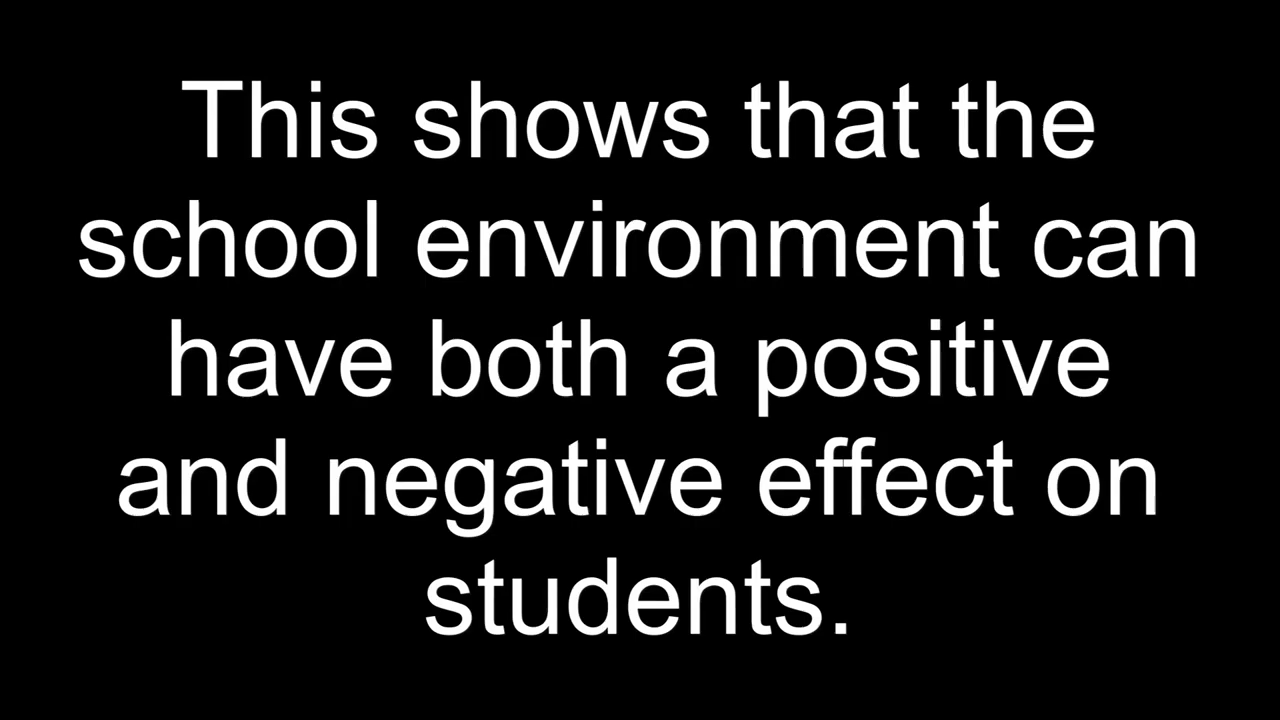 This shows that the
school environment can
have both a positive
and negative effect on
students.